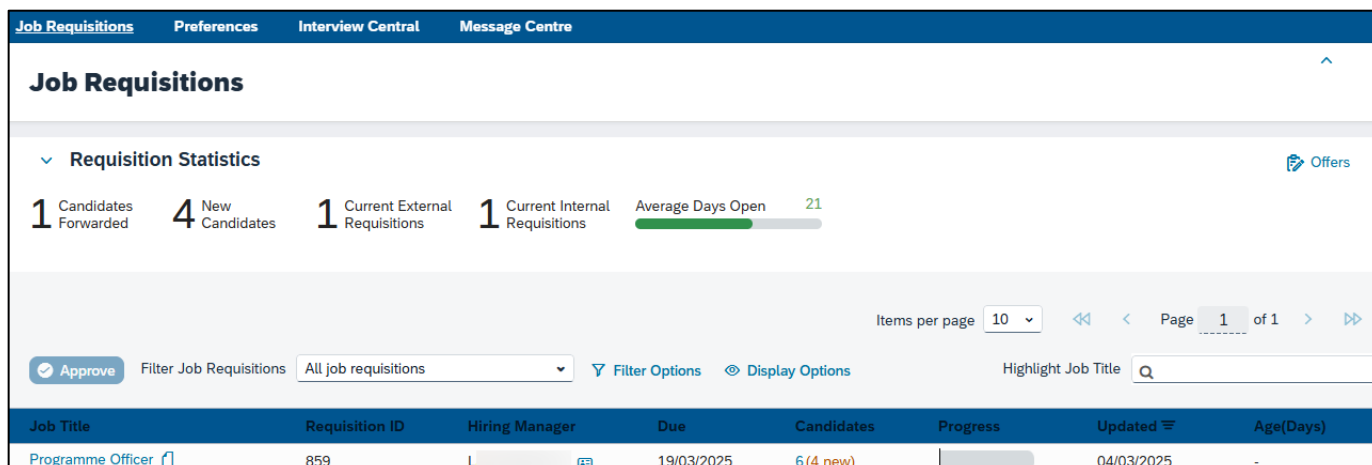 Job Requisitions Preferences Interview Central Message Centre
Job Requisitions
Requisition Statistics Offers
1 Candidates Forwarded 4 New Candidates 1 Current External Requisitions 1 Current Internal Requisitions Average Days Open 21
Items per page 10 Page 1 of 1
Approve Filter Job Requisitions All job requisitions Filter Options Display Options Highlight Job Title
Job Title Requisition ID Hiring Manager Due Candidates Progress Updated Age(Days)
Programme Officer 859 L 19/03/2025 6 (4 new) 04/03/2025 -